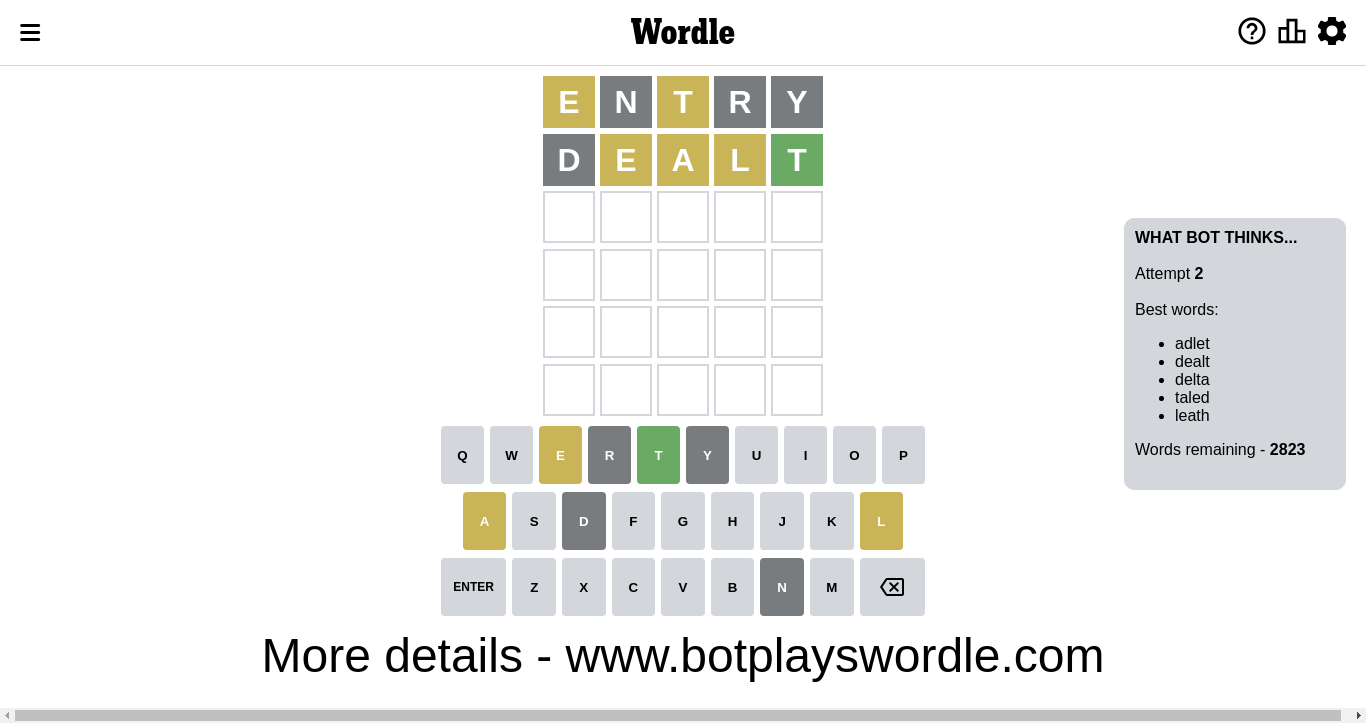 Wordle
E N T R Y
D E A L T
WHAT BOT THINKS...
Attempt 2
Best words:
adlet
dealt
delta
taled
leath
Words remaining - 2823
Q W E R T Y U I O P
A S D F G H J K L
ENTER Z X C V B N M
More details - www.botplayswordle.com